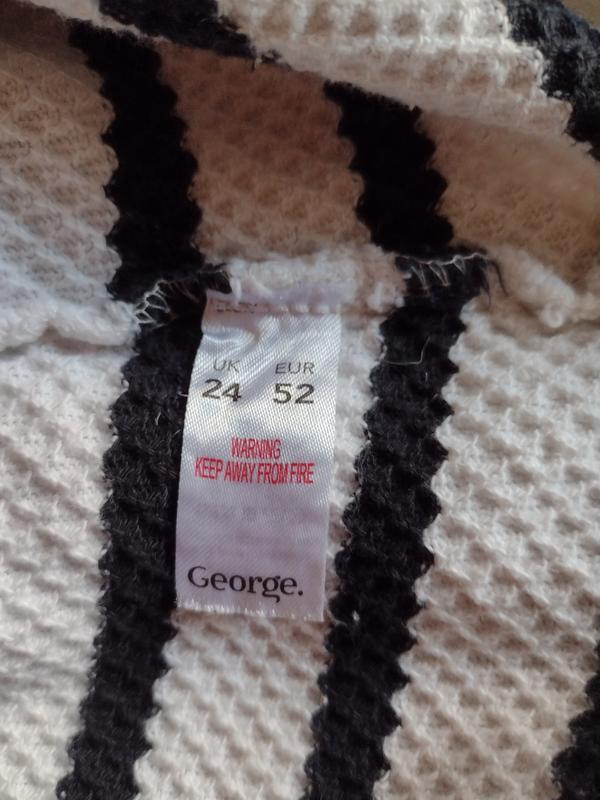 UK EUR
24 52
WARNING
KEEP AWAY FROM FIRE
George.